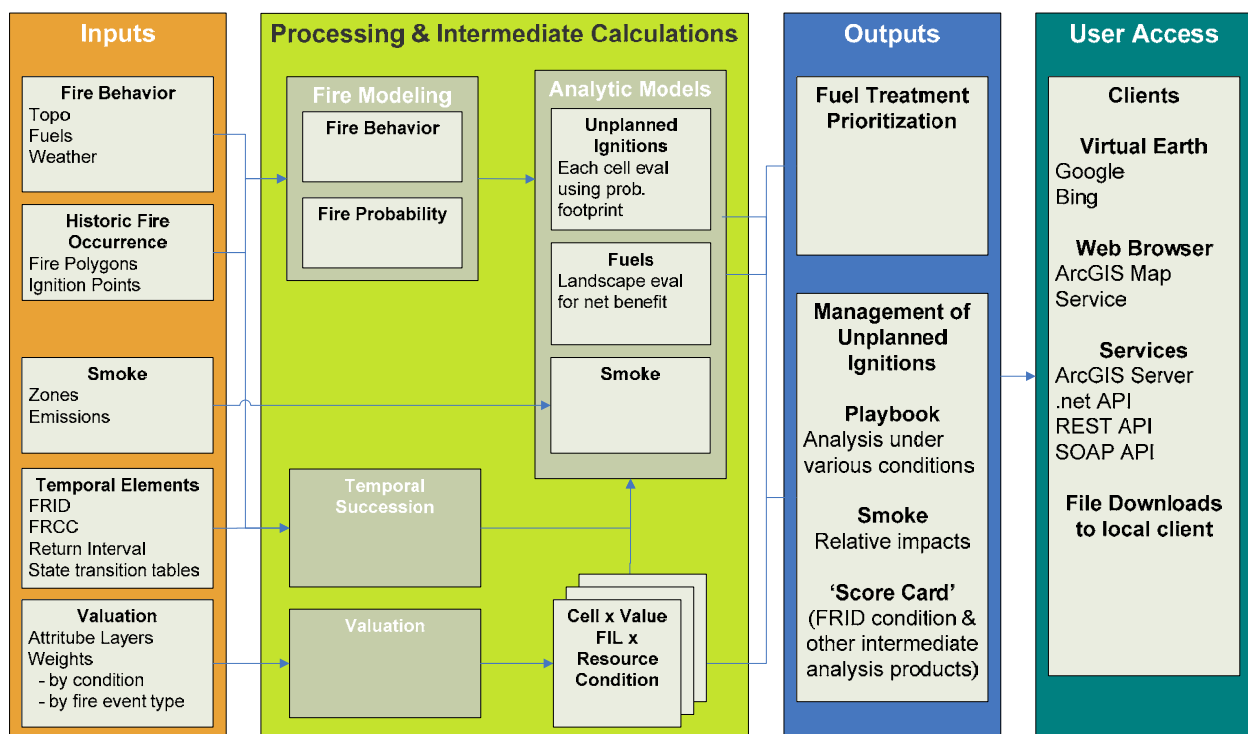 Inputs
Fire Behavior
Topo
Fuels
Weather
Historic Fire
Occurrence
Fire Polygons
Ignition Points
Smoke
Zones
Emissions
Temporal Elements
FRID
FRCC
Return Interval
State transition tables
Valuation
Attritube Layers
Weights
- by condition
- by fire event type
Processing & Intermediate Calculations
Fire Modeling
Fire Behavior
Fire Probability
Analytic Models
Unplanned
Ignitions
Each cell eval
using prob.
footprint
Fuels
Landscape eval
for net benefit
Smoke
Temporal
Succession
Valuation
Cell x Value
FIL x
Resource
Condition
Outputs
Fuel Treatment
Prioritization
Management of
Unplanned
Ignitions
Playbook
Analysis under
various conditions
Smoke
Relative impacts
‘Score Card’
(FRID condition &
other intermediate
analysis products)
User Access
Clients
Virtual Earth
Google
Bing
Web Browser
ArcGIS Map
Service
Services
ArcGIS Server
.net API
REST API
SOAP API
File Downloads
to local client